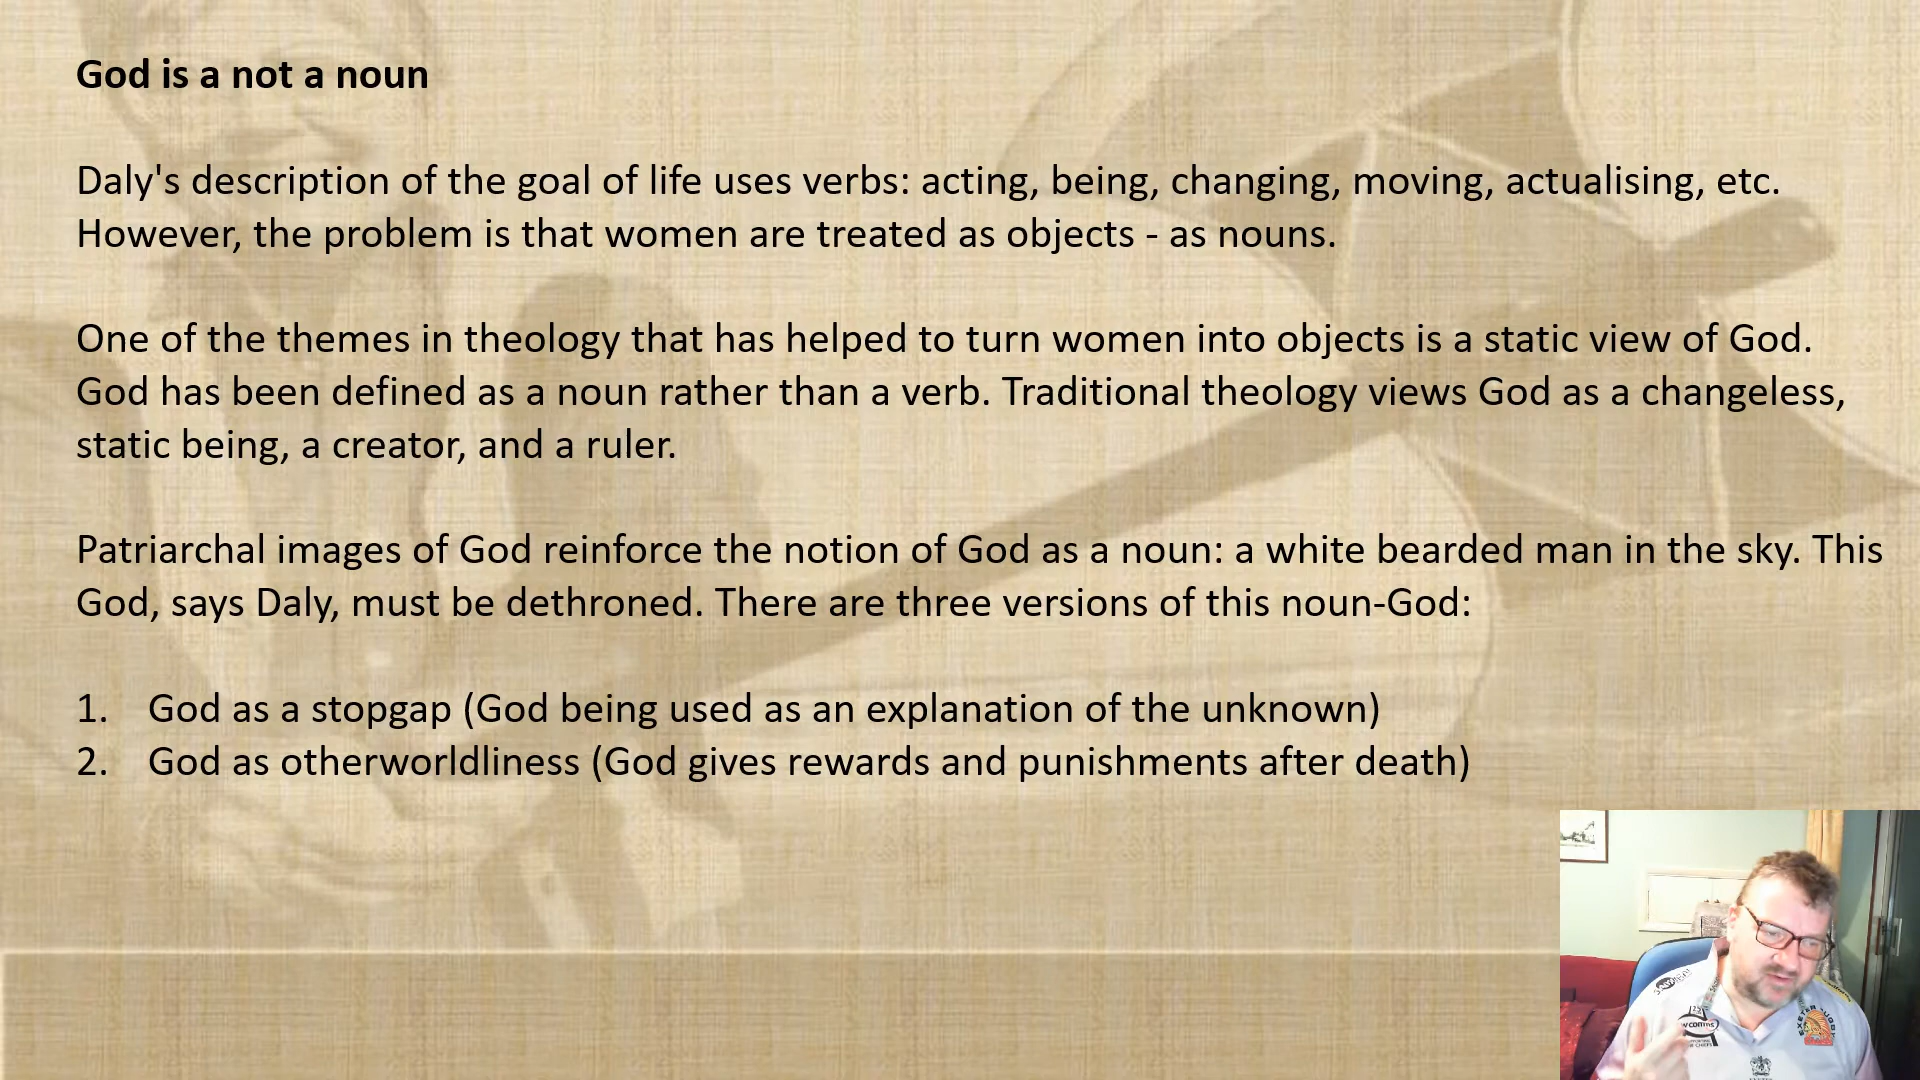 God is a not a noun
Daly's description of the goal of life uses verbs: acting, being, changing, moving, actualising, etc.
However, the problem is that women are treated as objects - as nouns.
One of the themes in theology that has helped to turn women into objects is a static view of God.
God has been defined as a noun rather than a verb. Traditional theology views God as a changeless,
static being, a creator, and a ruler.
Patriarchal images of God reinforce the notion of God as a noun: a white bearded man in the sky. This
God, says Daly, must be dethroned. There are three versions of this noun-God:
1. God as a stopgap (God being used as an explanation of the unknown)
2. God as otherworldliness (God gives rewards and punishments after death)